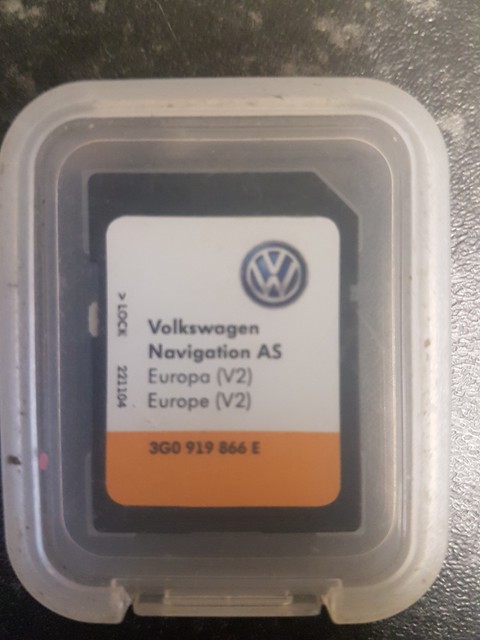 Volkswagen
Navigation AS
Europa (V2)
Europe (V2)
3G0 919 866 E
> LOCK 221104